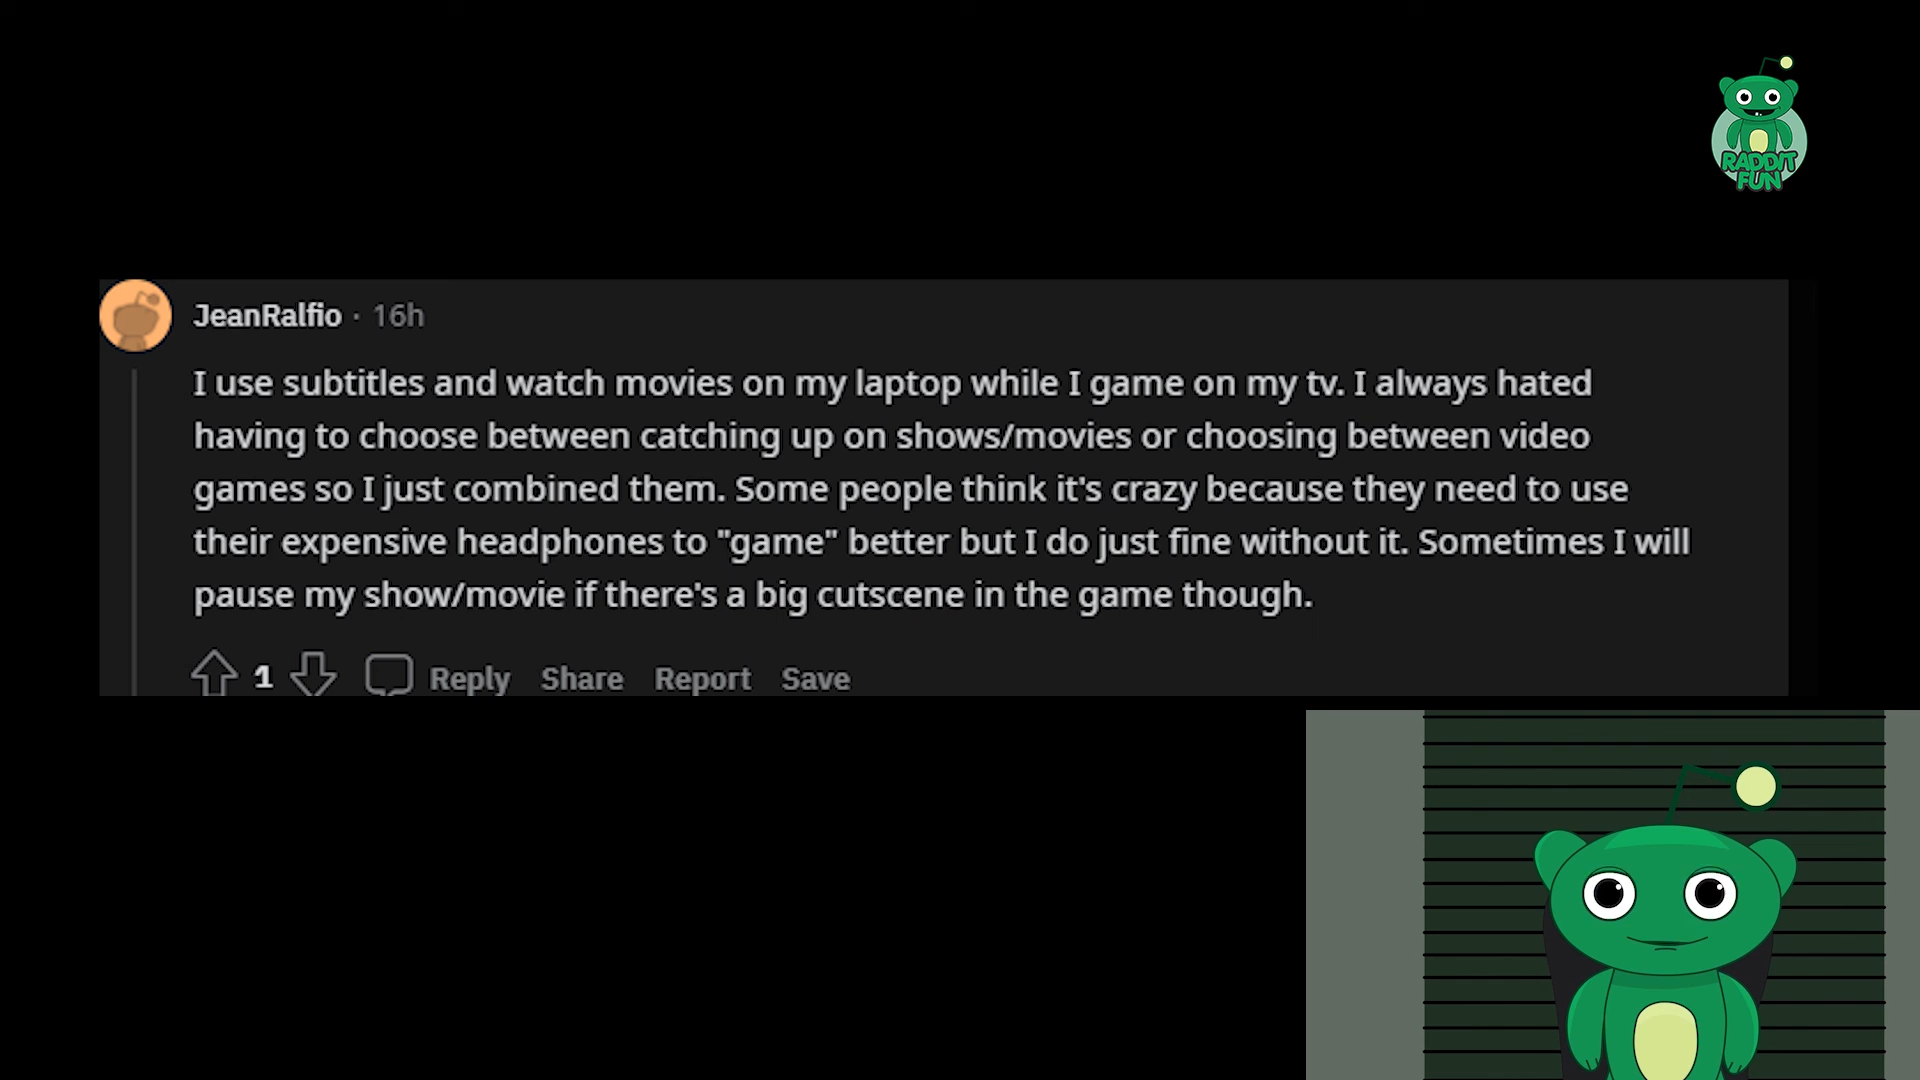 RADDIT
FUN
JeanRalfio · 16h
I use subtitles and watch movies on my laptop while I game on my tv. I always hated
having to choose between catching up on shows/movies or choosing between video
games so I just combined them. Some people think it's crazy because they need to use
their expensive headphones to "game" better but I do just fine without it. Sometimes I will
pause my show/movie if there's a big cutscene in the game though.
1 Reply Share Report Save